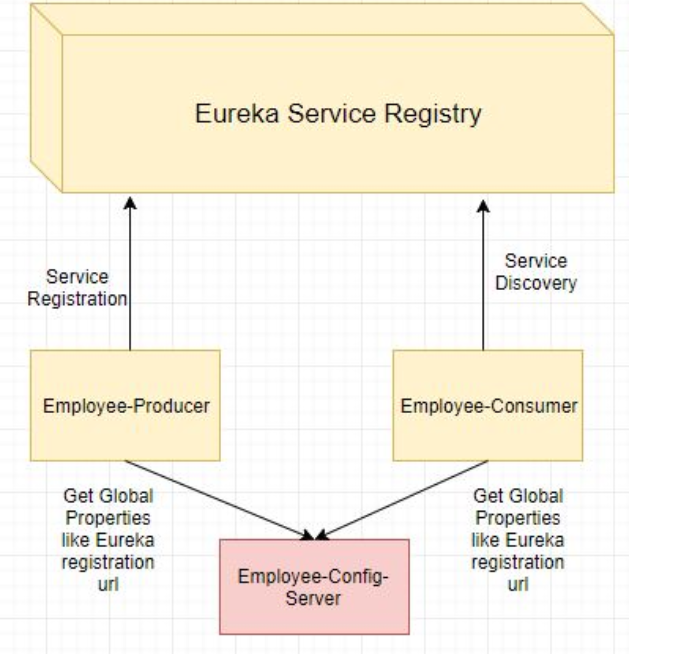 Eureka Service Registry
Service
Registration
Service
Discovery
Employee-Producer
Employee-Consumer
Get Global
Properties
like Eureka
registration
url
Get Global
Properties
like Eureka
registration
url
Employee-Config-
Server